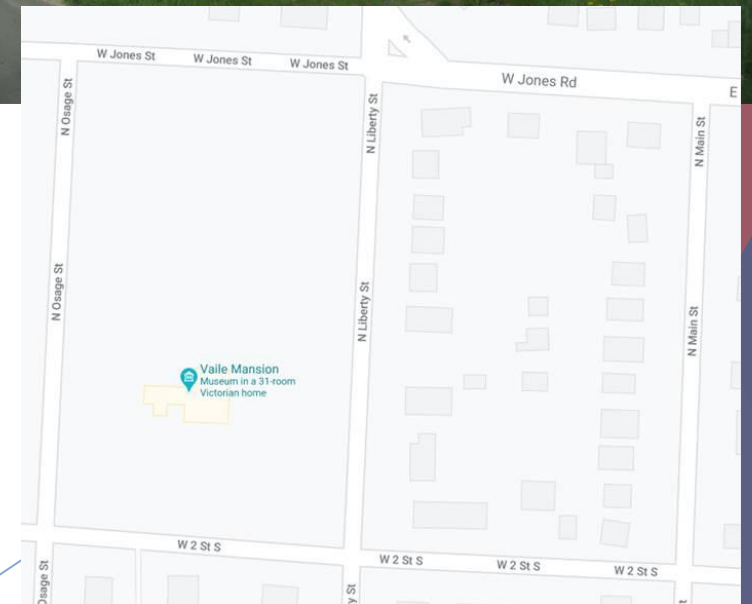 W Jones St
W Jones St
W Jones St
W Jones Rd
E
N Osage St
N Liberty St
N Main St
N Osage St
N Liberty St
N Main St
Vaile Mansion
Museum in a 31-room
Victorian home
W 2 St S
W 2 St S
W 2 St S
W 2 St S
Osage St
St